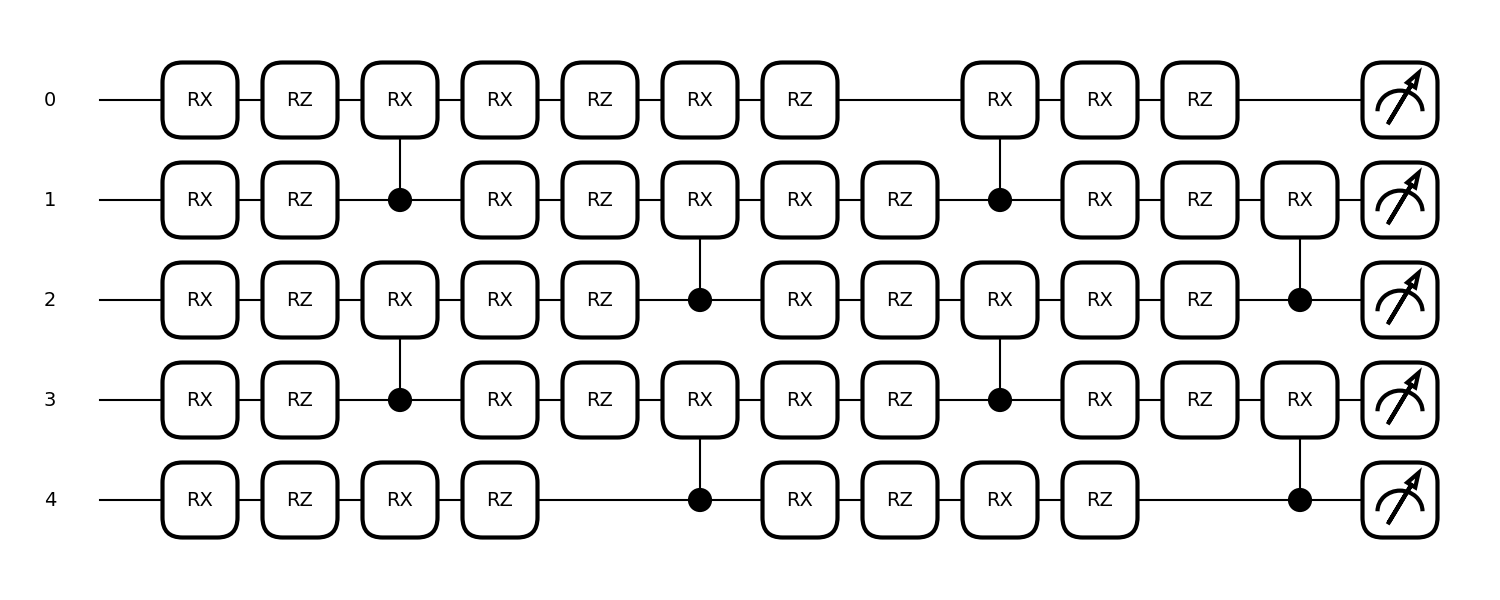 0 RX RZ RX RX RZ RX RZ RX RX RZ
1 RX RZ RX RZ RX RX RZ RX RZ RX
2 RX RZ RX RX RZ RX RZ RX RX RZ
3 RX RZ RX RZ RX RX RZ RX RZ RX
4 RX RZ RX RZ RX RZ RX RZ